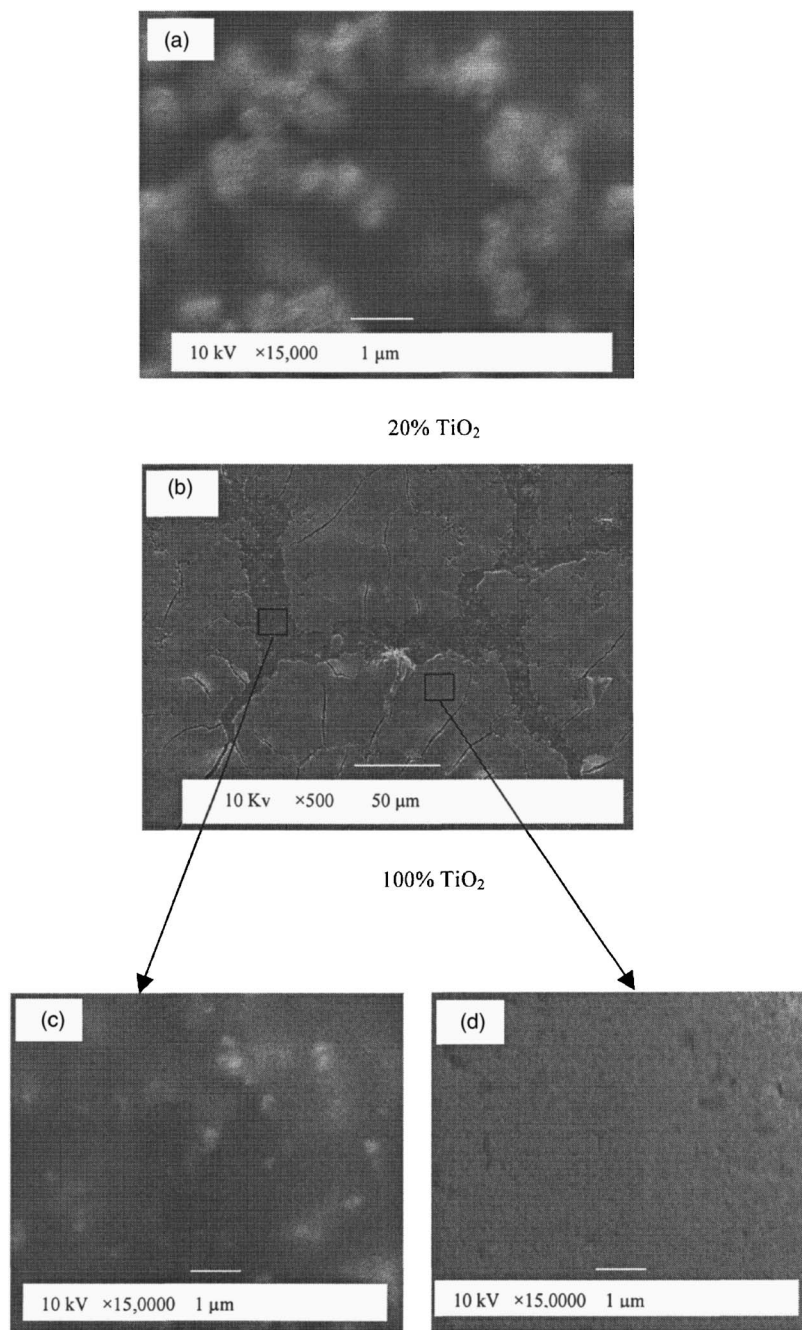 (a)
10 kV ×15,000 1 μm
20% TiO₂
(b)
10 Kv ×500 50 μm
100% TiO₂
(c)
10 kV ×15,0000 1 μm
(d)
10 kV ×15.0000 1 μm